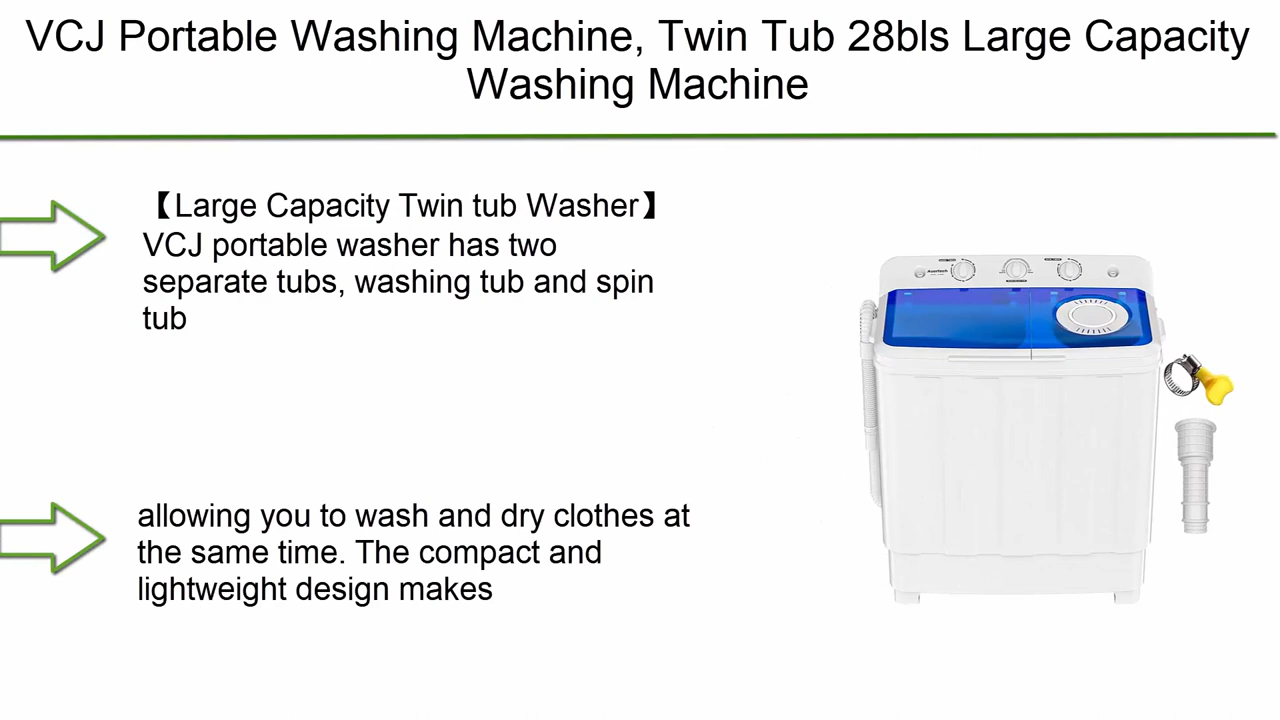 VCJ Portable Washing Machine, Twin Tub 28bls Large Capacity
Washing Machine
【Large Capacity Twin tub Washer】
VCJ portable washer has two
separate tubs, washing tub and spin
tub
allowing you to wash and dry clothes at
the same time. The compact and
lightweight design makes
Auertech